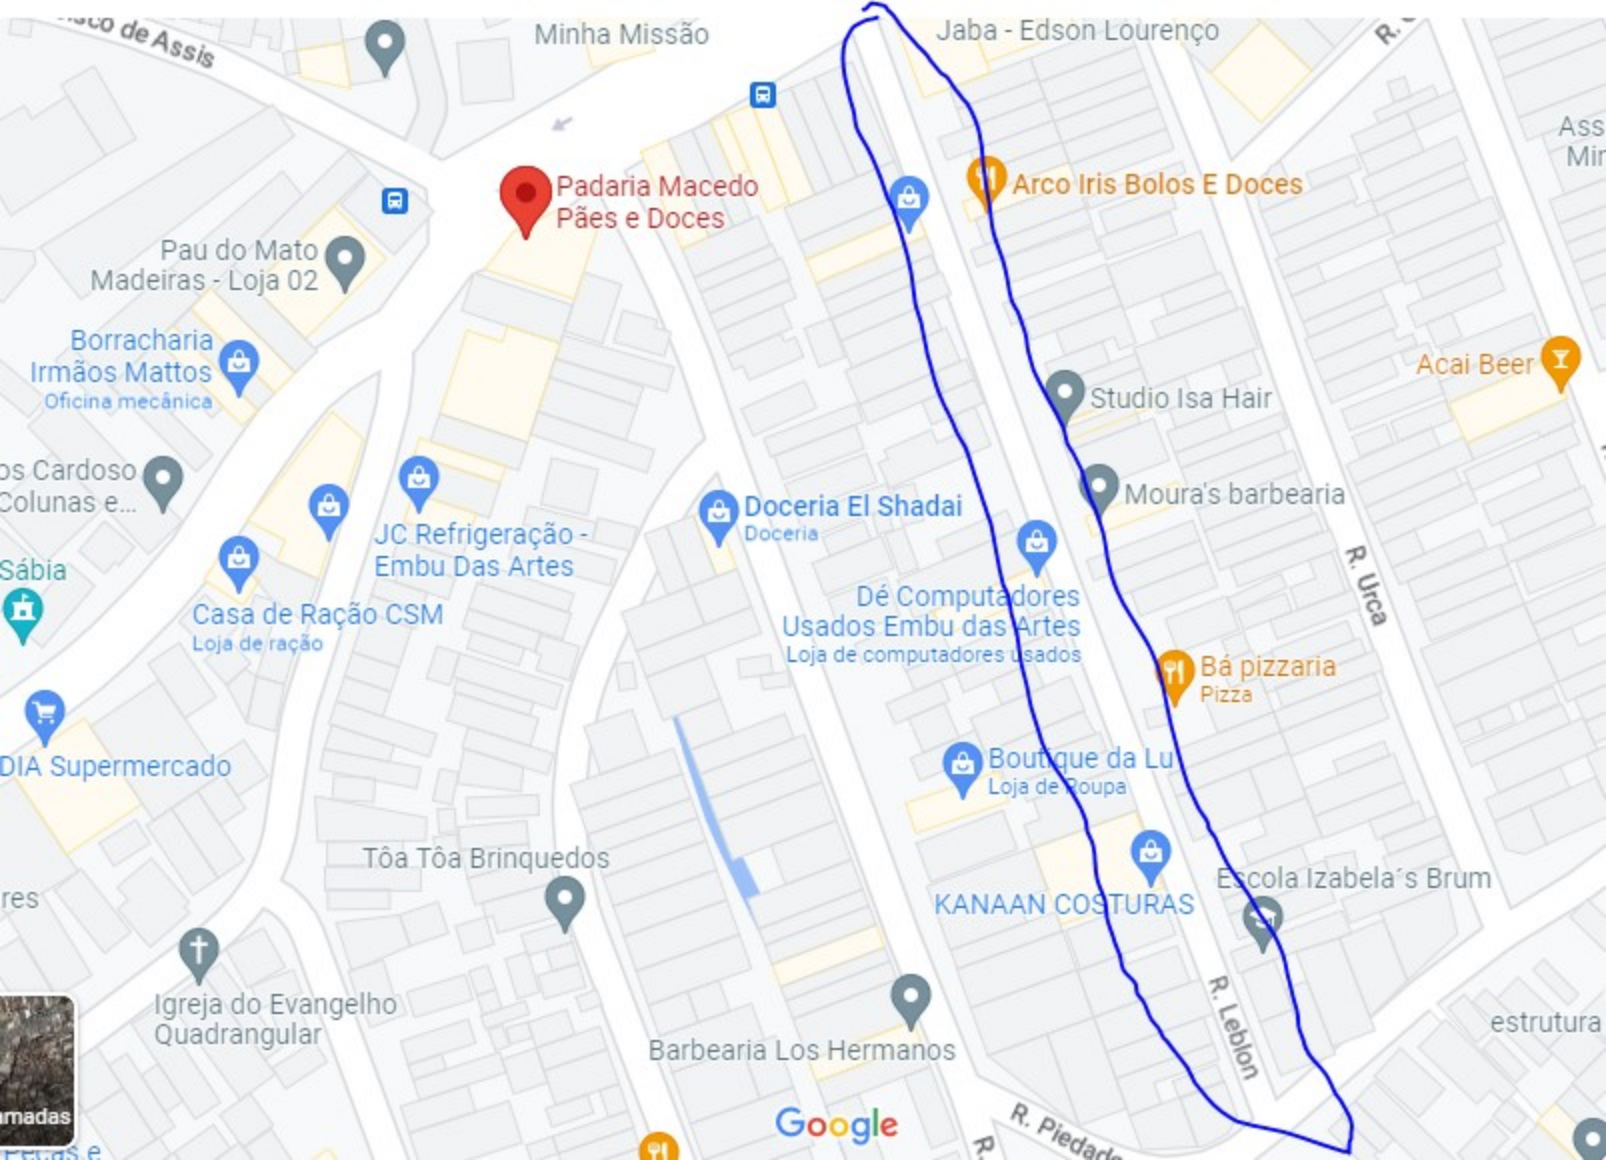 sco de Assis
Minha Missão
Jaba - Edson Lourenço
Ass
Mir
Padaria Macedo
Pães e Doces
Arco Iris Bolos E Doces
Pau do Mato
Madeiras - Loja 02
Borracharia
Irmãos Mattos
Oficina mecânica
Acai Beer
Studio Isa Hair
os Cardoso
Colunas e...
Moura's barbearia
Doceria El Shadai
Doceria
JC Refrigeração -
Embu Das Artes
Sábia
Casa de Ração CSM
Loja de ração
Dé Computadores
Usados Embu das Artes
Loja de computadores usados
R. Urca
Bá pizzaria
Pizza
DIA Supermercado
Boutique da Lu
Loja de Roupa
Tôa Tôa Brinquedos
Escola Izabela´s Brum
KANAAN COSTURAS
res
Igreja do Evangelho
Quadrangular
R. Leblon
estrutura
Barbearia Los Hermanos
amadas
Google
R. Piedade
R.
Peças e